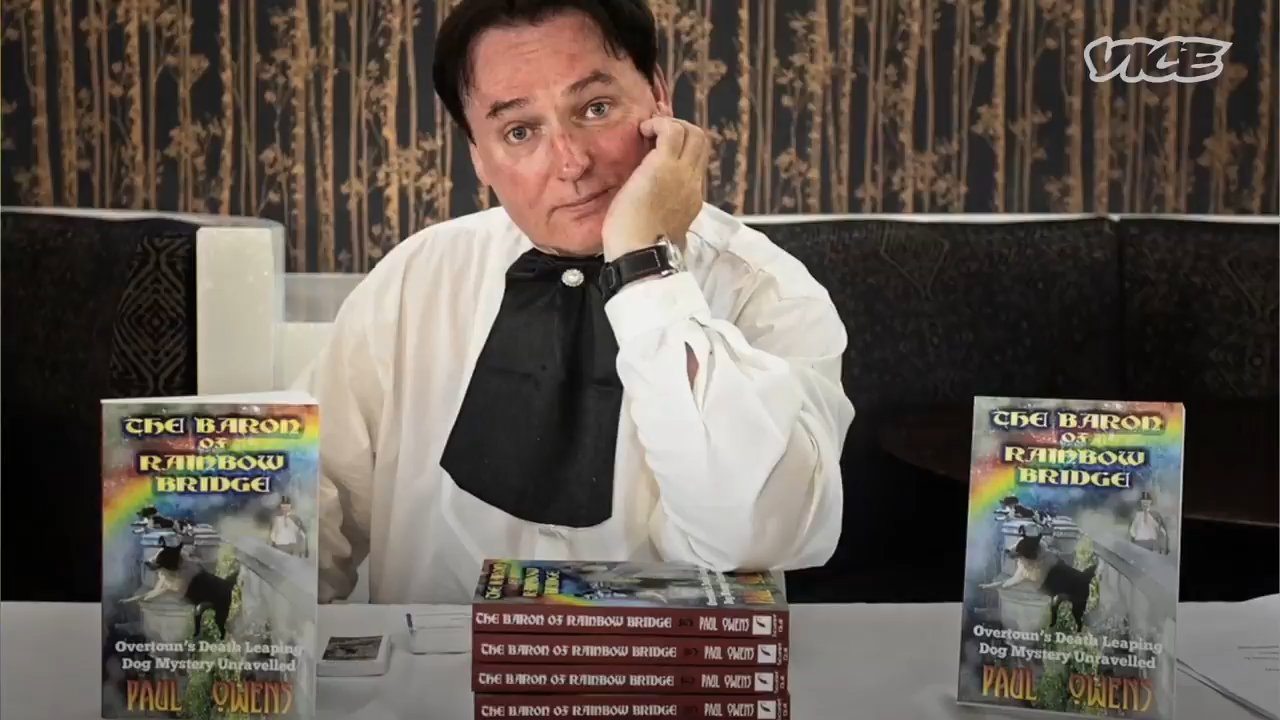 VICE
THE BARON
OF
RAINBOW
BRIDGE
Overtoun's Death Leaping
Dog Mystery Unravelled
PAUL OWENS
THE BARON OF RAINBOW BRIDGE PAUL OWENS
THE BARON OF RAINBOW BRIDGE PAUL OWENS
THE BARON OF RAINBOW BRIDGE PAUL OWENS
THE BARON OF RAINBOW BRIDGE PAUL OWENS
THE BARON
OF
RAINBOW
BRIDGE
Overtoun's Death Leaping
Dog Mystery Unravelled
PAUL OWENS